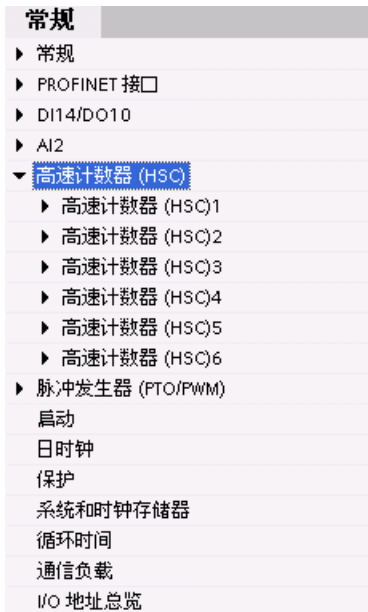 常规
常规
PROFINET 接口
DI14/DO10
AI2
高速计数器 (HSC)
高速计数器 (HSC)1
高速计数器 (HSC)2
高速计数器 (HSC)3
高速计数器 (HSC)4
高速计数器 (HSC)5
高速计数器 (HSC)6
脉冲发生器 (PTO/PWM)
启动
日时钟
保护
系统和时钟存储器
循环时间
通信负载
I/O 地址总览